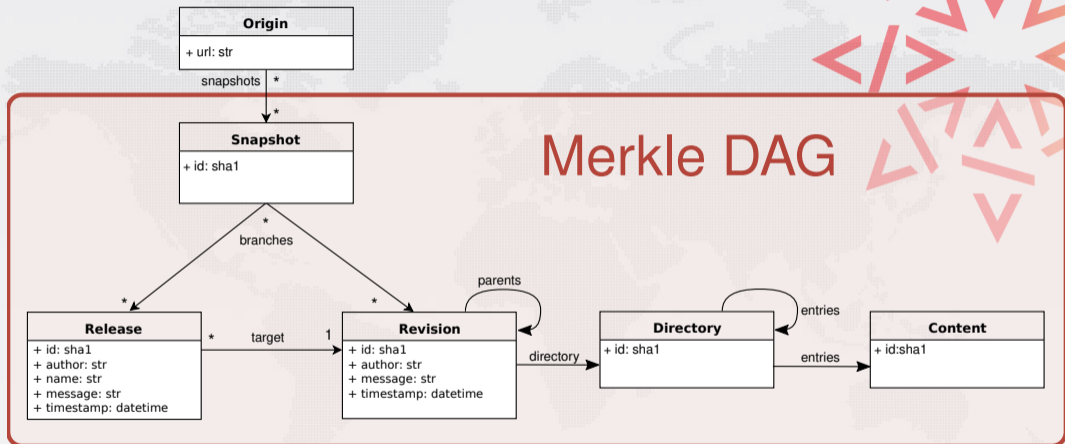 Origin
+ url: str
snapshots *
*
Snapshot
+ id: sha1
Merkle DAG
*
branches
* *
parents
Release
+ id: sha1
+ author: str
+ name: str
+ message: str
+ timestamp: datetime
* target 1
Revision
+ id: sha1
+ author: str
+ message: str
+ timestamp: datetime
directory
Directory
+ id: sha1
entries
entries
Content
+ id:sha1